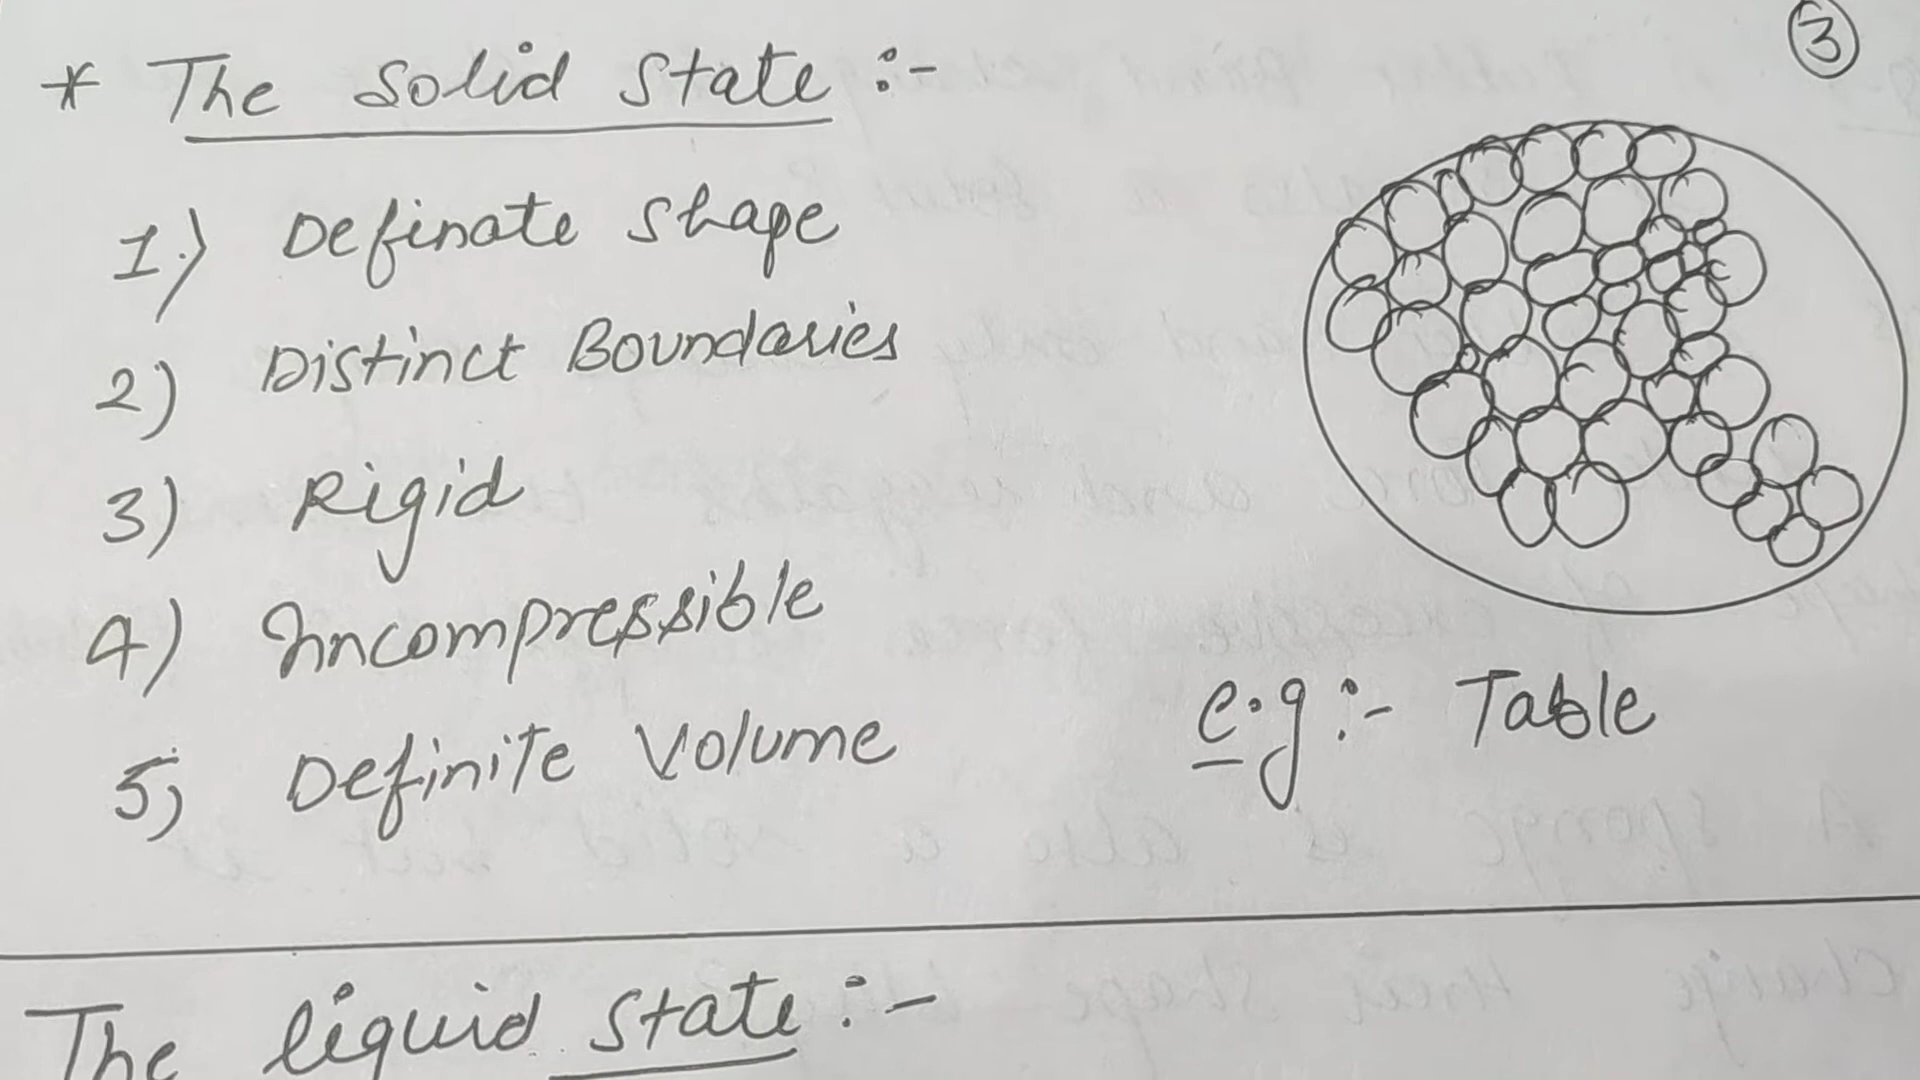 ③
* The Solid State :-
1.) Definate Shape
2) Distinct Boundaries
3) Rigid
4) Incompressible
5) Definite Volume
e.g :- Table
The liquid state :-